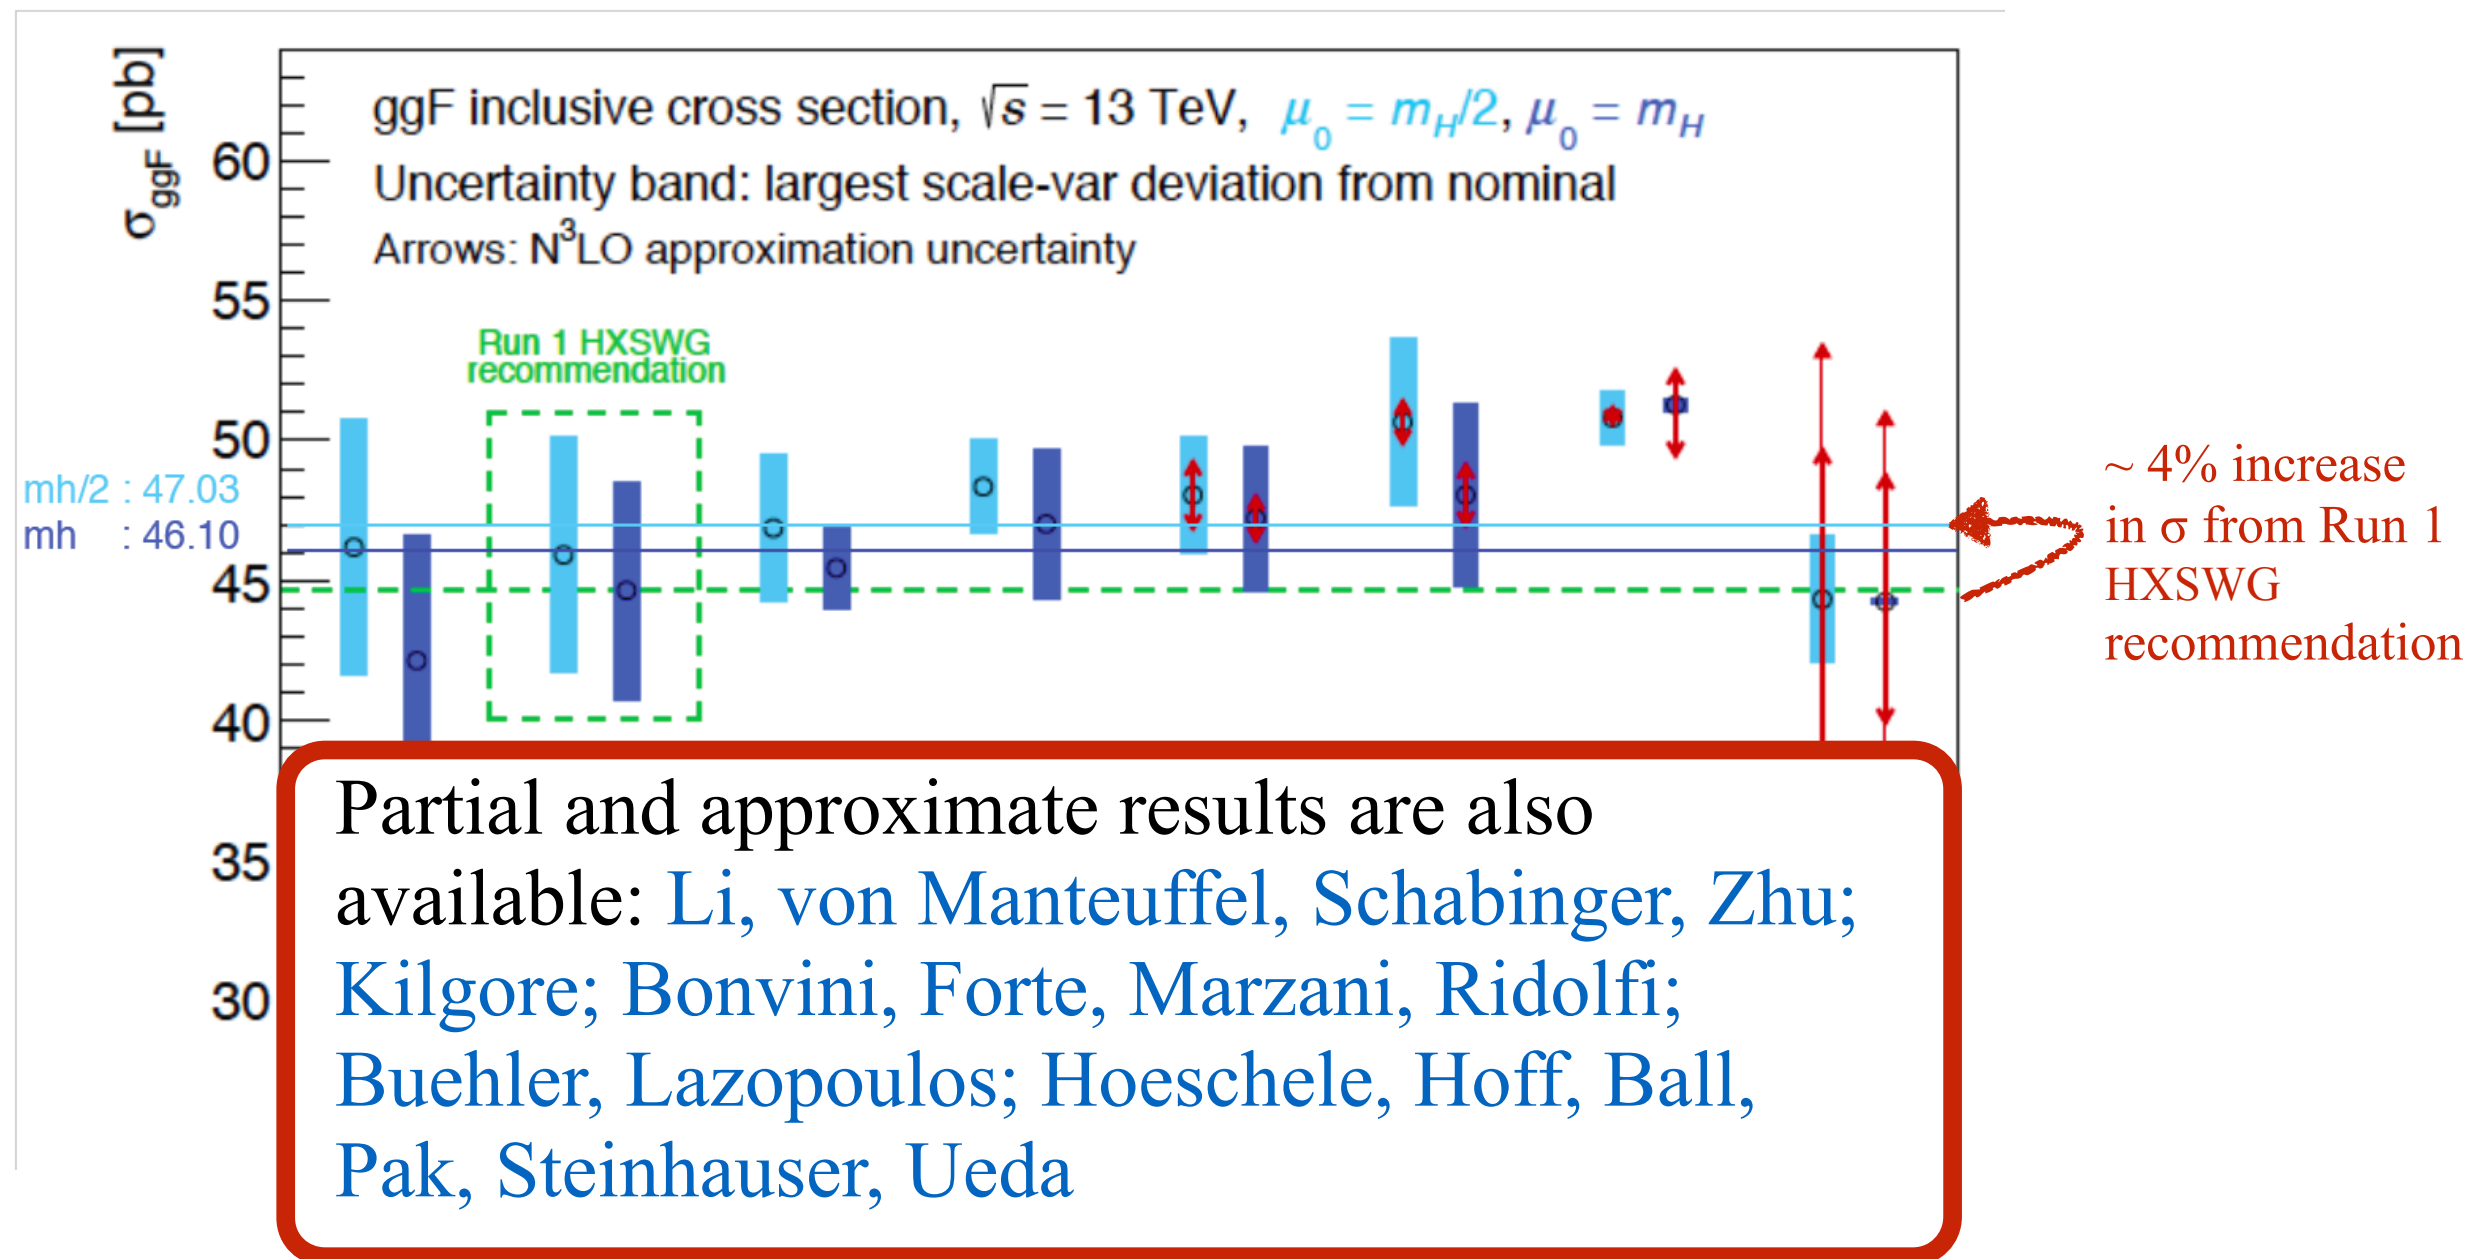 σggF [pb]
ggF inclusive cross section, √s = 13 TeV, μ0 = mH/2, μ0 = mH
Uncertainty band: largest scale-var deviation from nominal
Arrows: N³LO approximation uncertainty
60
55
50
45
40
35
30
Run 1 HXSWG
recommendation
mh/2 : 47.03
mh : 46.10
~ 4% increase
in σ from Run 1
HXSWG
recommendation
Partial and approximate results are also
available: Li, von Manteuffel, Schabinger, Zhu;
Kilgore; Bonvini, Forte, Marzani, Ridolfi;
Buehler, Lazopoulos; Hoeschele, Hoff, Ball,
Pak, Steinhauser, Ueda